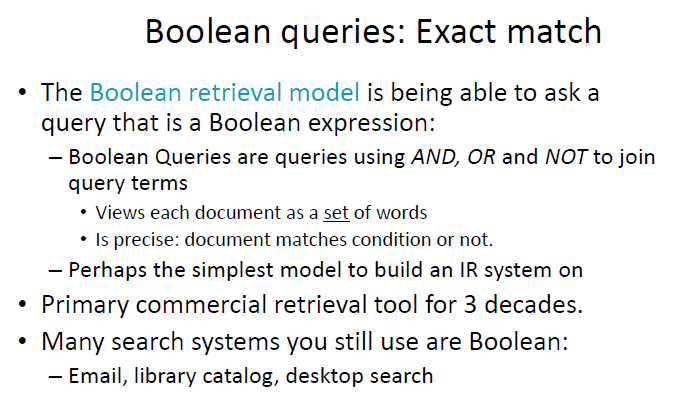 Boolean queries: Exact match
• The Boolean retrieval model is being able to ask a
query that is a Boolean expression:
– Boolean Queries are queries using AND, OR and NOT to join
query terms
• Views each document as a set of words
• Is precise: document matches condition or not.
– Perhaps the simplest model to build an IR system on
• Primary commercial retrieval tool for 3 decades.
• Many search systems you still use are Boolean:
– Email, library catalog, desktop search